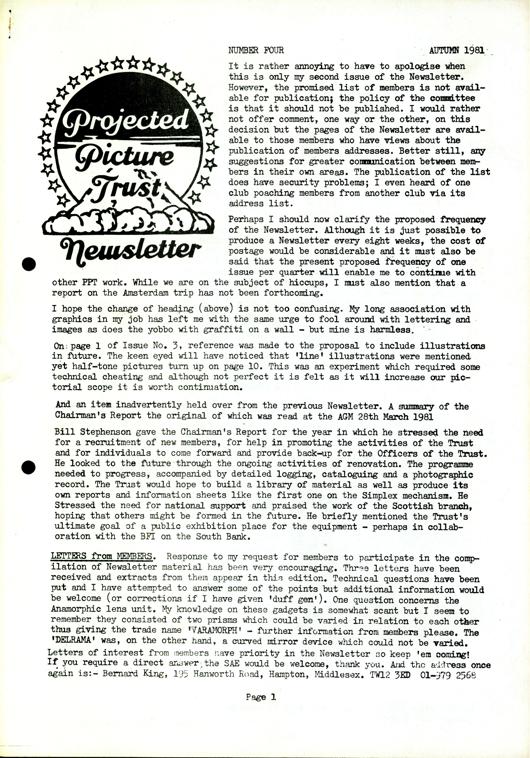 NUMBER FOUR AUTUMN 1981
Projected
Picture
Trust
Newsletter
It is rather annoying to have to apologise when
this is only my second issue of the Newsletter.
However, the promised list of members is not avail-
able for publication; the policy of the committee
is that it should not be published. I would rather
not offer comment, one way or the other, on this
decision but the pages of the Newsletter are avail-
able to those members who have views about the
publication of members addresses. Better still, any
suggestions for greater communication between mem-
bers in their own areas. The publication of the list
does have security problems; I even heard of one
club poaching members from another club via its
address list.
Perhaps I should now clarify the proposed frequency
of the Newsletter. Although it is just possible to
produce a Newsletter every eight weeks, the cost of
postage would be considerable and it must also be
said that the present proposed frequency of one
issue per quarter will enable me to continue with
other PPT work. While we are on the subject of hiccups, I must also mention that a
report on the Amsterdam trip has not been forthcoming.
I hope the change of heading (above) is not too confusing. My long association with
graphics in my job has left me with the same urge to fool around with lettering and
images as does the yobbo with graffiti on a wall - but mine is harmless.
On page 1 of Issue No. 3, reference was made to the proposal to include illustrations
in future. The keen eyed will have noticed that 'line' illustrations were mentioned
yet half-tone pictures turn up on page 10. This was an experiment which required some
technical cheating and although not perfect it is felt as it will increase our pic-
torial scope it is worth continuation.
And an item inadvertently held over from the previous Newsletter. A summary of the
Chairman's Report the original of which was read at the AGM 28th March 1981
Bill Stephenson gave the Chairman's Report for the year in which he stressed the need
for a recruitment of new members, for help in promoting the activities of the Trust
and for individuals to come forward and provide back-up for the Officers of the Trust.
He looked to the future through the ongoing activities of renovation. The programme
needed to progress, accompanied by detailed logging, cataloguing and a photographic
record. The Trust would hope to build a library of material as well as produce its
own reports and information sheets like the first one on the Simplex mechanism. He
Stressed the need for national support and praised the work of the Scottish branch,
hoping that others might be formed in the future. He briefly mentioned the Trust's
ultimate goal of a public exhibition place for the equipment - perhaps in collab-
oration with the BFI on the South Bank.
LETTERS from MEMBERS. Response to my request for members to participate in the comp-
ilation of Newsletter material has been very encouraging. Three letters have been
received and extracts from them appear in this edition. Technical questions have been
put and I have attempted to answer some of the points but additional information would
be welcome (or corrections if I have given 'duff gen'). One question concerns the
Anamorphic lens unit. My knowledge on these gadgets is somewhat scant but I seem to
remember they consisted of two prisms which could be varied in relation to each other
thus giving the trade name 'VARAMORPH' - further information from members please. The
'DELRAMA' was, on the other hand, a curved mirror device which could not be varied.
Letters of interest from members have priority in the Newsletter so keep 'em coming!
If you require a direct answer the SAE would be welcome, thank you. And the address once
again is:- Bernard King, 195 Hanworth Road, Hampton, Middlesex. TW12 3ED 01-979 2568
Page 1